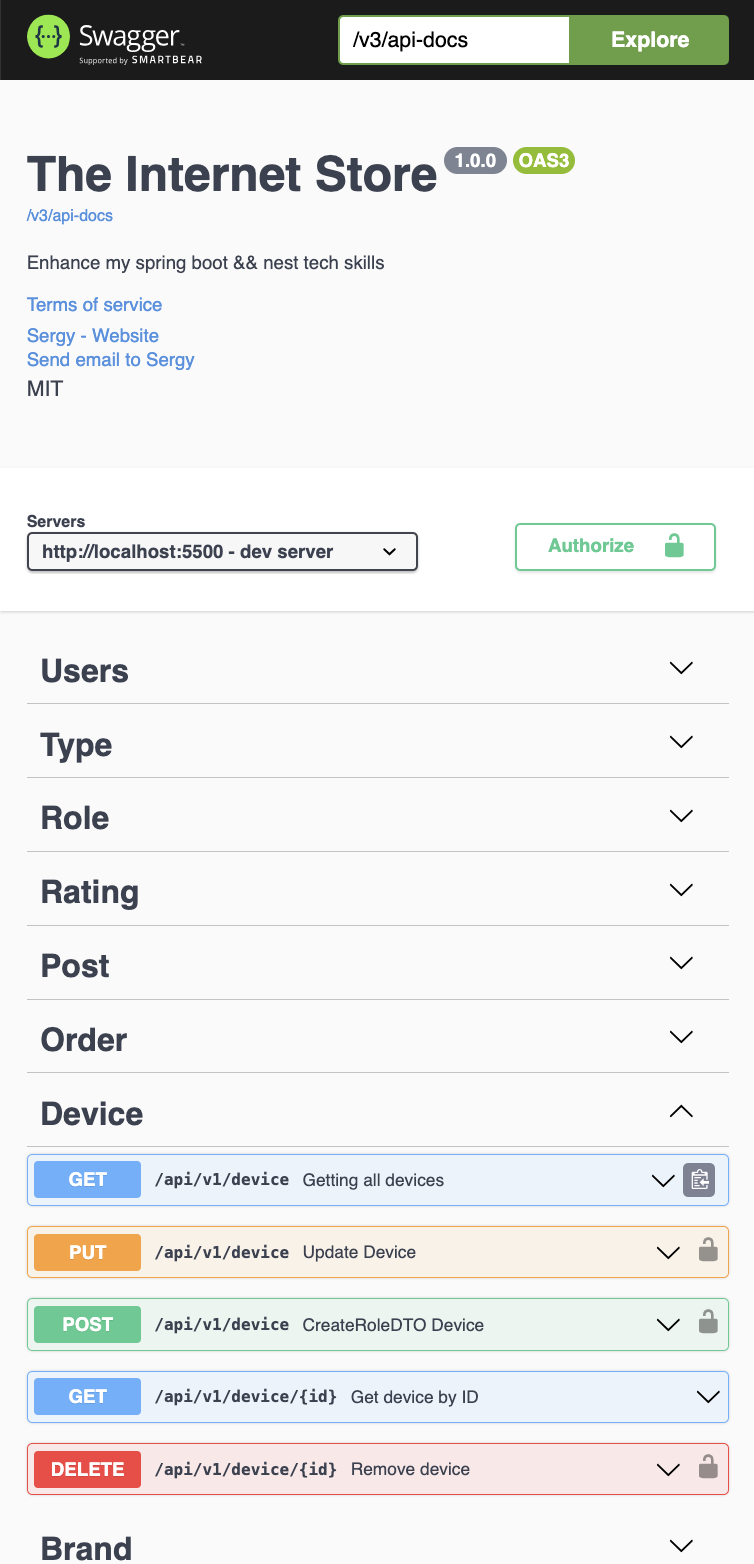 Swagger
Supported by SMARTBEAR
/v3/api-docs
Explore
The Internet Store 1.0.0 OAS3
/v3/api-docs
Enhance my spring boot && nest tech skills
Terms of service
Sergy - Website
Send email to Sergy
MIT
Servers
http://localhost:5500 - dev server
Authorize
Users
Type
Role
Rating
Post
Order
Device
GET /api/v1/device Getting all devices
PUT /api/v1/device Update Device
POST /api/v1/device CreateRoleDTO Device
GET /api/v1/device/{id} Get device by ID
DELETE /api/v1/device/{id} Remove device
Brand